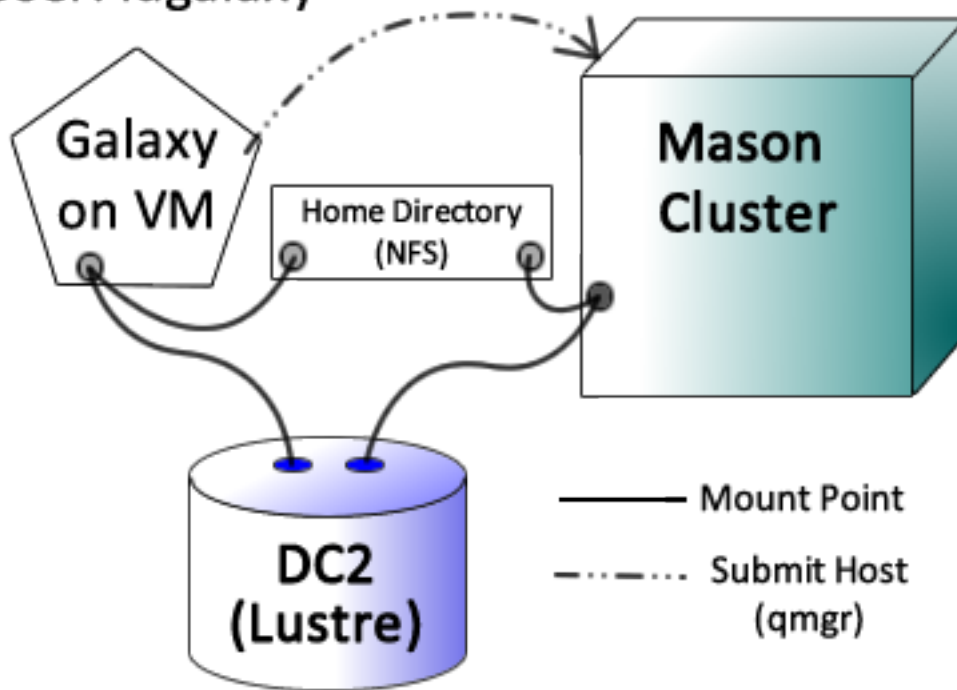 Galaxy
on VM
Home Directory
(NFS)
Mason
Cluster
DC2
(Lustre)
Mount Point
Submit Host
(qmgr)